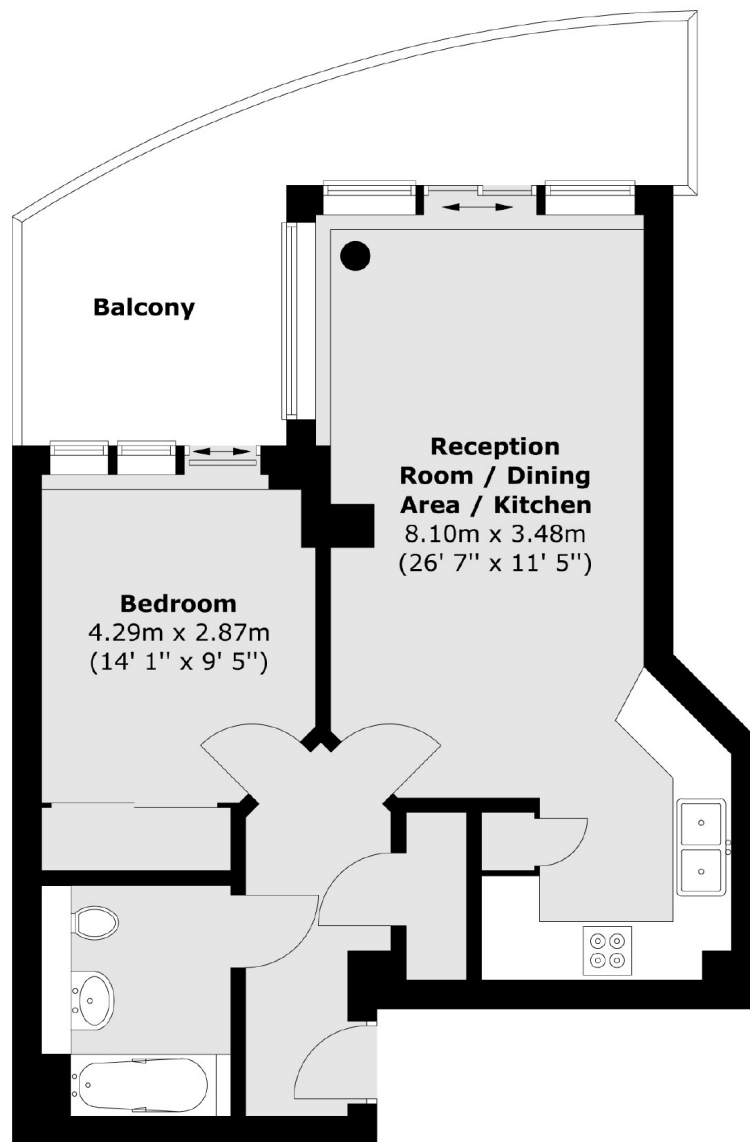 Balcony
Reception
Room / Dining
Area / Kitchen
8.10m x 3.48m
(26' 7'' x 11' 5'')
Bedroom
4.29m x 2.87m
(14' 1'' x 9' 5'')